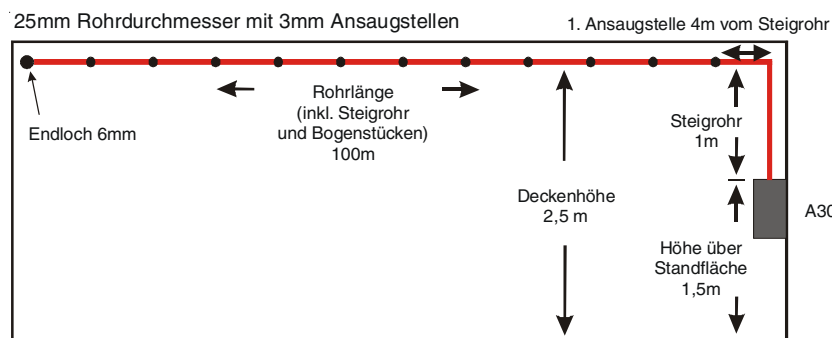 25mm Rohrdurchmesser mit 3mm Ansaugstellen
1. Ansaugstelle 4m vom Steigrohr
Rohrlänge
(inkl. Steigrohr
und Bogenstücken)
100m
Endloch 6mm
Steigrohr
1m
Deckenhöhe
2,5 m
A30
Höhe über
Standfläche
1,5m